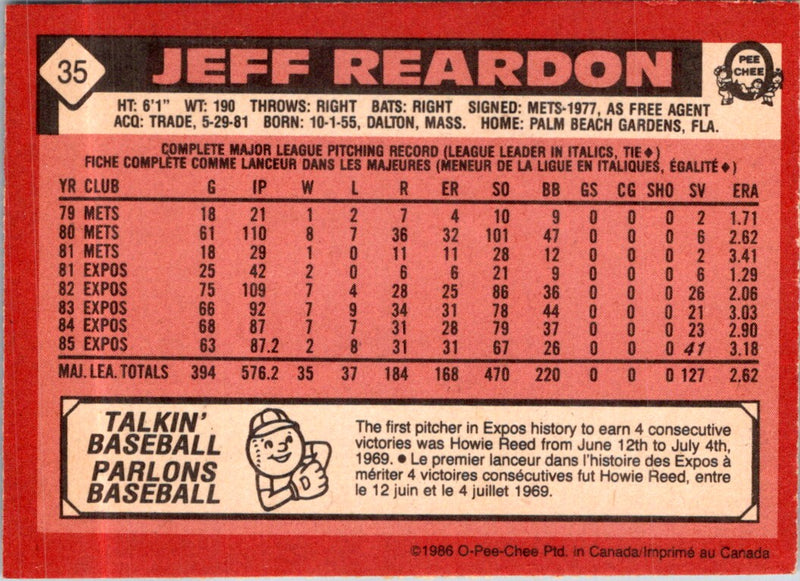 35
JEFF REARDON
O
PEE
CHEE
HT: 6'1" WT: 190 THROWS: RIGHT BATS: RIGHT SIGNED: METS-1977, AS FREE AGENT
ACQ: TRADE, 5-29-81 BORN: 10-1-55, DALTON, MASS. HOME: PALM BEACH GARDENS, FLA.
COMPLETE MAJOR LEAGUE PITCHING RECORD (LEAGUE LEADER IN ITALICS, TIE♦)
FICHE COMPLÈTE COMME LANCEUR DANS LES MAJEURES (MENEUR DE LA LIGUE EN ITALIQUES, ÉGALITÉ♦)
YR CLUB G IP W L R ER SO BB GS CG SHO SV ERA
79 METS 18 21 1 2 7 4 10 9 0 0 0 2 1.71
80 METS 61 110 8 7 36 32 101 47 0 0 0 6 2.62
81 METS 18 29 1 0 11 11 28 12 0 0 0 2 3.41
81 EXPOS 25 42 2 0 6 6 21 9 0 0 0 6 1.29
82 EXPOS 75 109 7 4 28 25 86 36 0 0 0 26 2.06
83 EXPOS 66 92 7 9 34 31 78 44 0 0 0 21 3.03
84 EXPOS 68 87 7 7 31 28 79 37 0 0 0 23 2.90
85 EXPOS 63 87.2 2 8 31 31 67 26 0 0 0 41 3.18
MAJ. LEA. TOTALS 394 576.2 35 37 184 168 470 220 0 0 0 127 2.62
TALKIN'
BASEBALL
PARLONS
BASEBALL
The first pitcher in Expos history to earn 4 consecutive
victories was Howie Reed from June 12th to July 4th,
1969. ● Le premier lanceur dans l'histoire des Expos à
mériter 4 victoires consécutives fut Howie Reed, entre
le 12 juin et le 4 juillet 1969.
©1986 O-Pee-Chee Ptd. in Canada/Imprimé au Canada